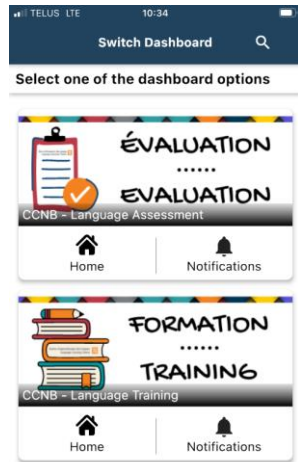 TELUS LTE 10:34
Switch Dashboard
Select one of the dashboard options
ÉVALUATION
......
EVALUATION
CCNB - Language Assessment
Home Notifications
FORMATION
......
TRAINING
CCNB - Language Training
Home Notifications